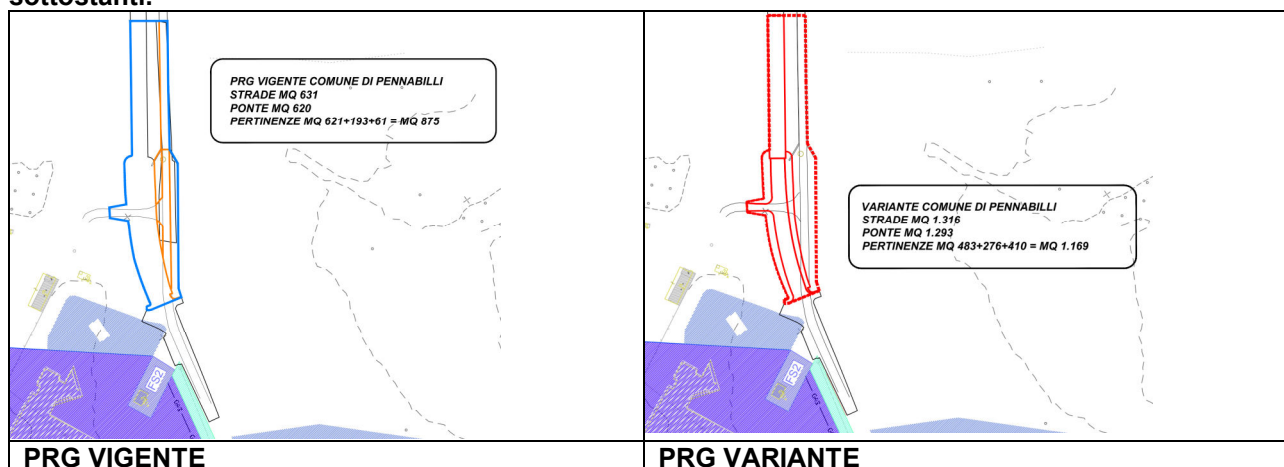 sottostanti:
PRG VIGENTE COMUNE DI PENNABILLI
STRADE MQ 631
PONTE MQ 620
PERTINENZE MQ 621+193+61 = MQ 875
FS2
G43
VARIANTE COMUNE DI PENNABILLI
STRADE MQ 1.316
PONTE MQ 1.293
PERTINENZE MQ 483+276+410 = MQ 1.169
FS2
G43
PRG VIGENTE
PRG VARIANTE